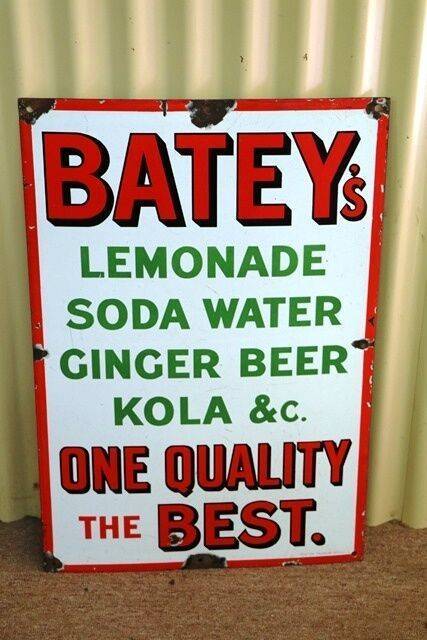 BATEY'S
LEMONADE
SODA WATER
GINGER BEER
KOLA &C.
ONE QUALITY
THE BEST.